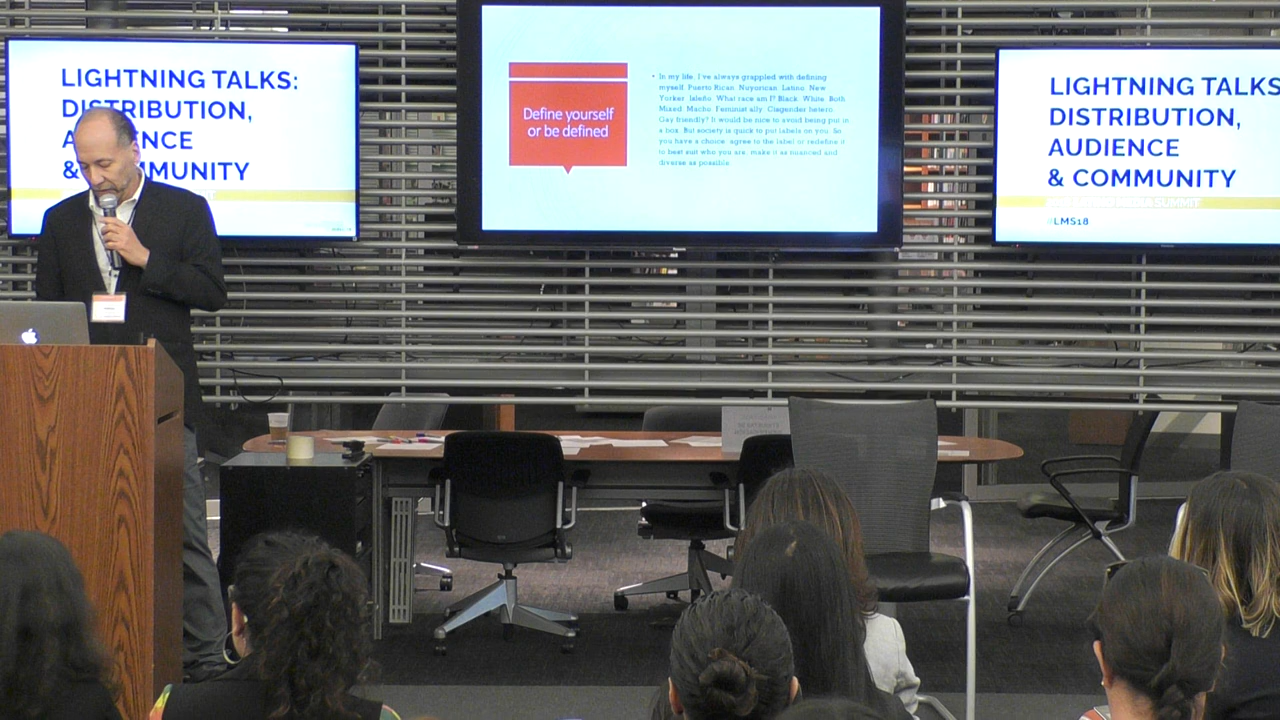 LIGHTNING TALKS:
DISTRIBUTION,
A ENCE
& MMUNITY
Define yourself
or be defined
• In my life, I've always grappled with defining
myself. Puerto Rican. Nuyorican. Latino. New
Yorker. Isleño. What race am I? Black. White. Both.
Mixed. Macho. Feminist ally. Cisgender hetero.
Gay friendly? It would be nice to avoid being put in
a box. But society is quick to put labels on you. So
you have a choice: agree to the label or redefine it
to best suit who you are, make it as nuanced and
diverse as possible.
LIGHTNING TALKS
DISTRIBUTION,
AUDIENCE
& COMMUNITY
MEDIA SUMMIT
#LMS18